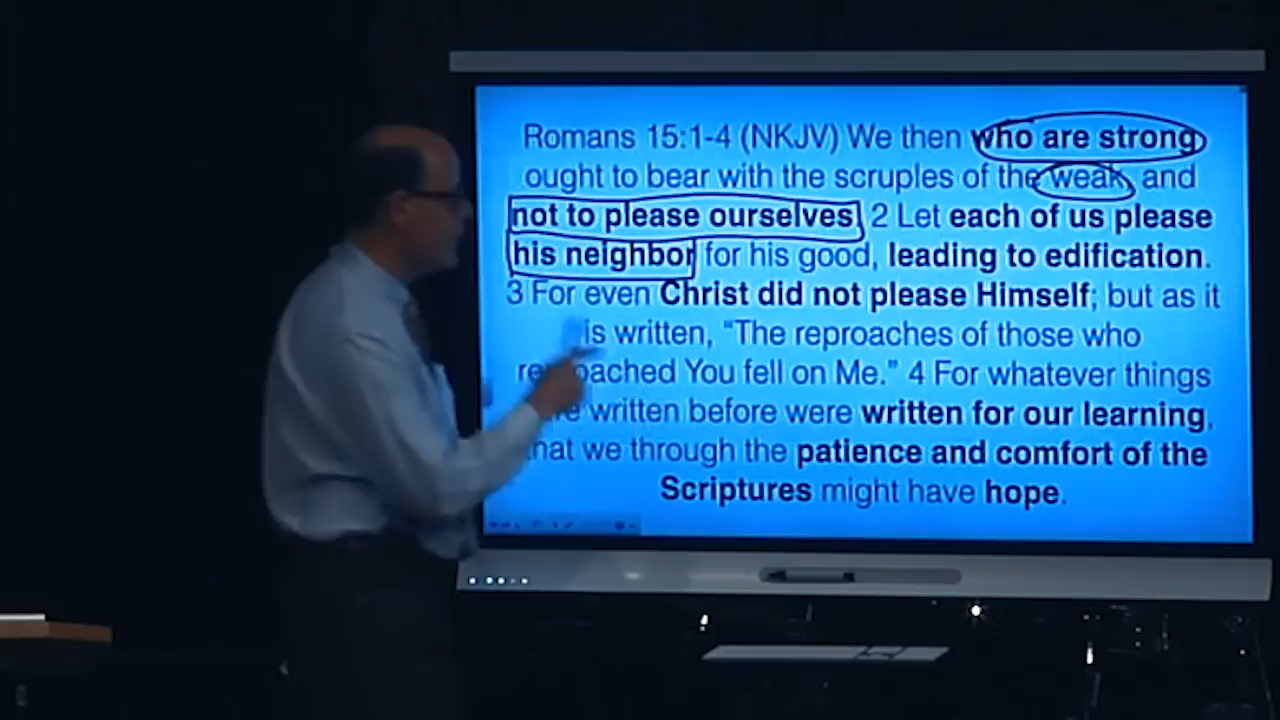 Romans 15:1-4 (NKJV) We then who are strong
ought to bear with the scruples of the weak, and
not to please ourselves. 2 Let each of us please
his neighbor for his good, leading to edification.
3 For even Christ did not please Himself; but as it
is written, “The reproaches of those who
reproached You fell on Me.” 4 For whatever things
written before were written for our learning,
that we through the patience and comfort of the
Scriptures might have hope.